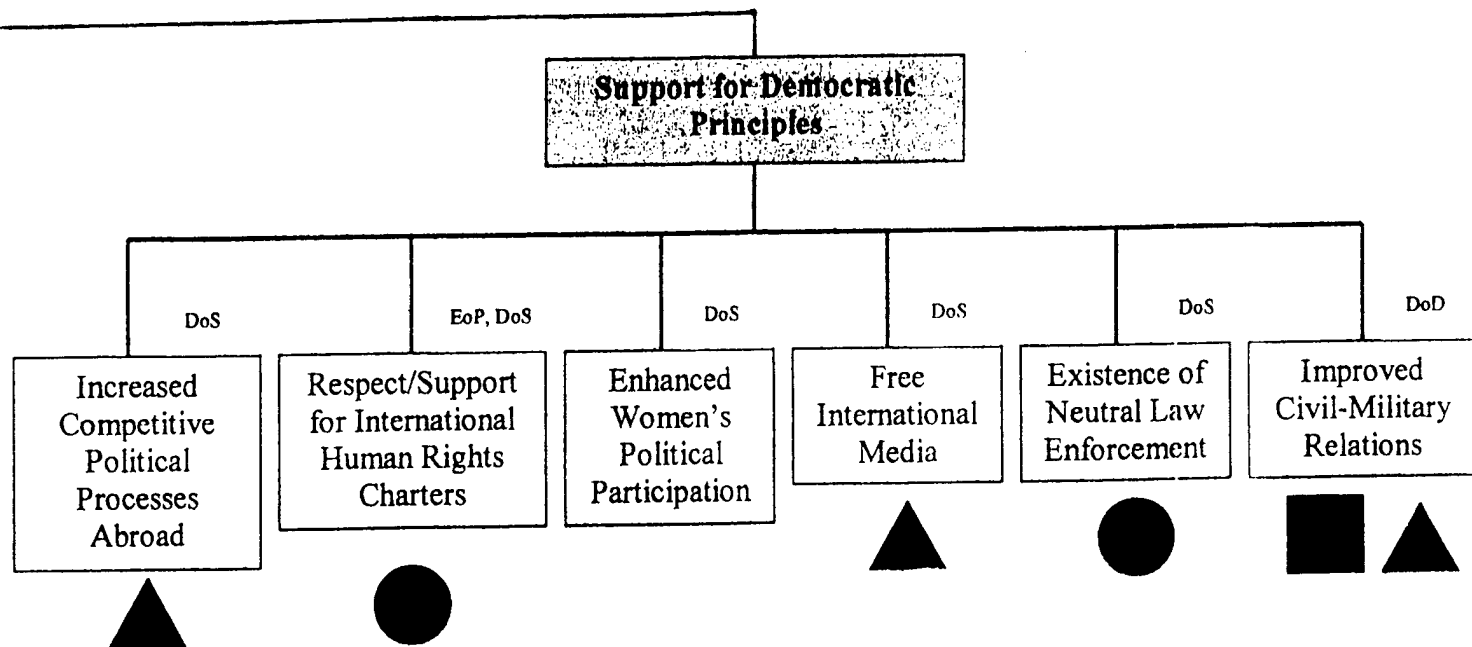 Support for Democratic
Principles
DoS
Increased
Competitive
Political
Processes
Abroad
EoP, DoS
Respect/Support
for International
Human Rights
Charters
DoS
Enhanced
Women's
Political
Participation
DoS
Free
International
Media
DoS
Existence of
Neutral Law
Enforcement
DoD
Improved
Civil-Military
Relations